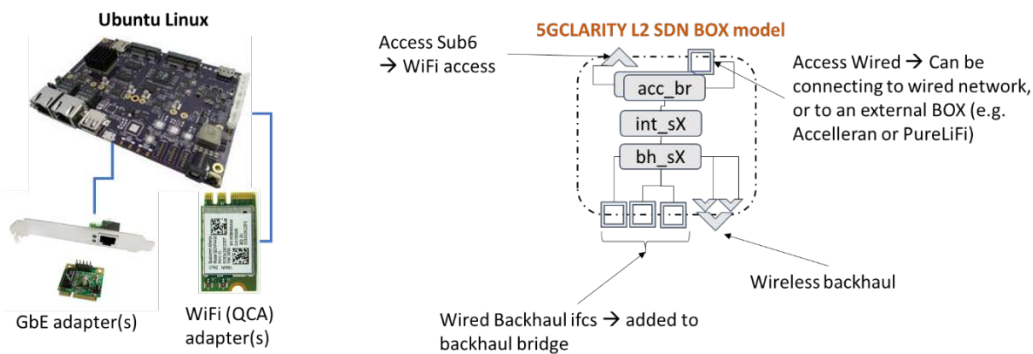 Ubuntu Linux
GbE adapter(s)
WiFi (QCA)
adapter(s)
5GCLARITY L2 SDN BOX model
Access Sub6
→ WiFi access
Access Wired → Can be
connecting to wired network,
or to an external BOX (e.g.
Accelleran or PureLiFi)
acc_br
int_sX
bh_sX
Wireless backhaul
Wired Backhaul ifcs → added to
backhaul bridge